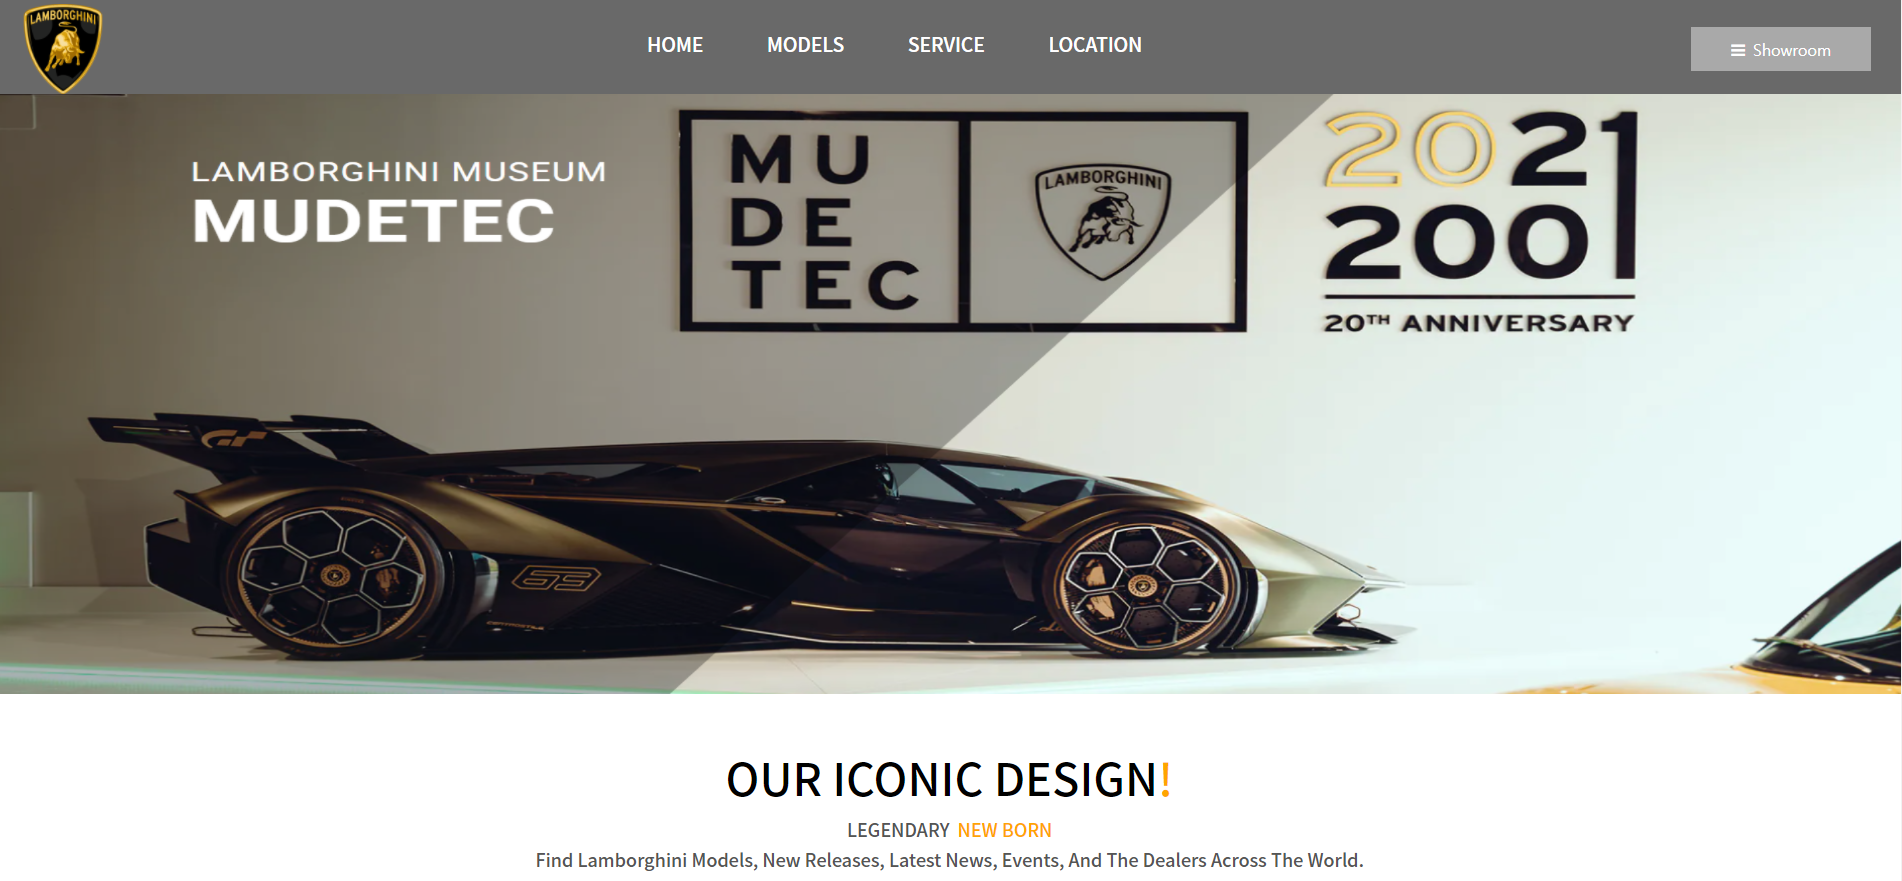 LAMBORGHINI
HOME
MODELS
SERVICE
LOCATION
Showroom
LAMBORGHINI MUSEUM
MUDETEC
MU
DE
TEC
LAMBORGHINI
2021
2001
20TH ANNIVERSARY
63
OUR ICONIC DESIGN!
LEGENDARY NEW BORN
Find Lamborghini Models, New Releases, Latest News, Events, And The Dealers Across The World.